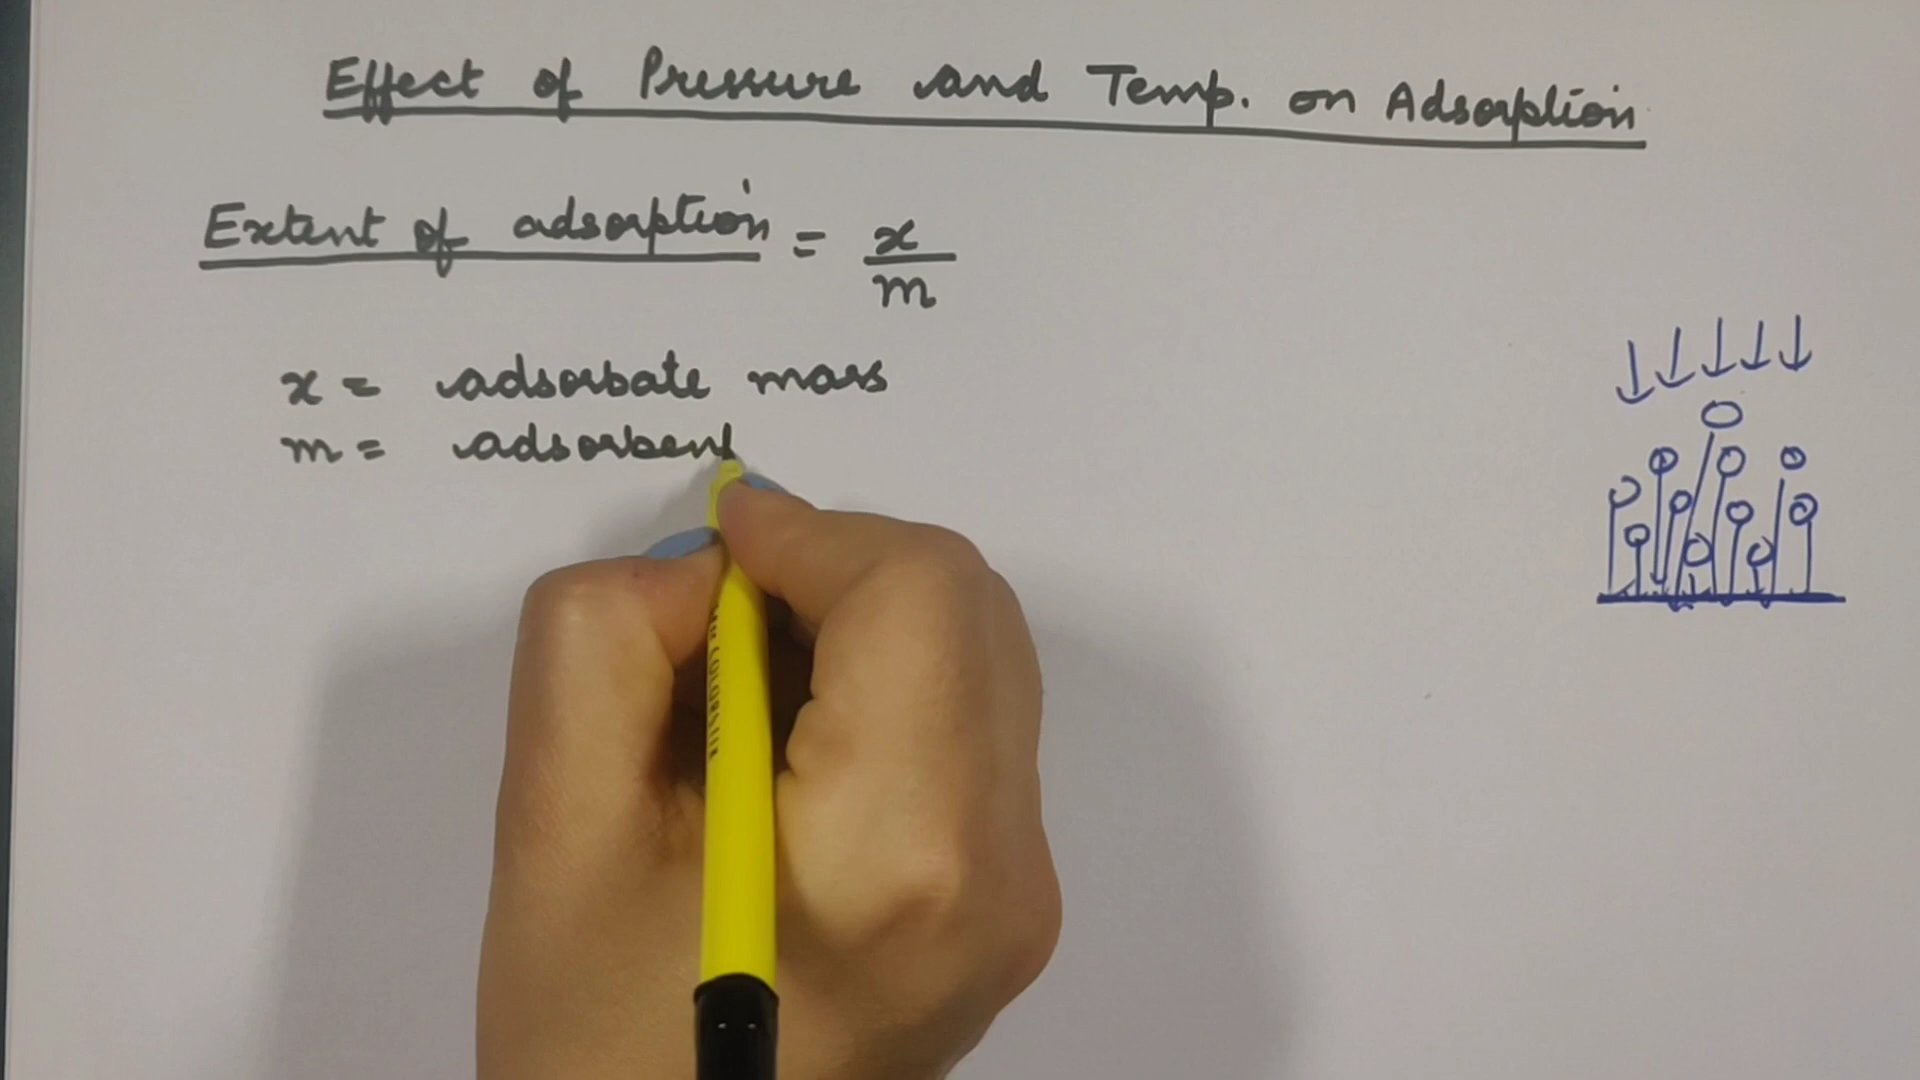 Effect of Pressure and Temp. on Adsorption
Extent of adsorption = x/m
x = adsorbate mass
m = adsorbent